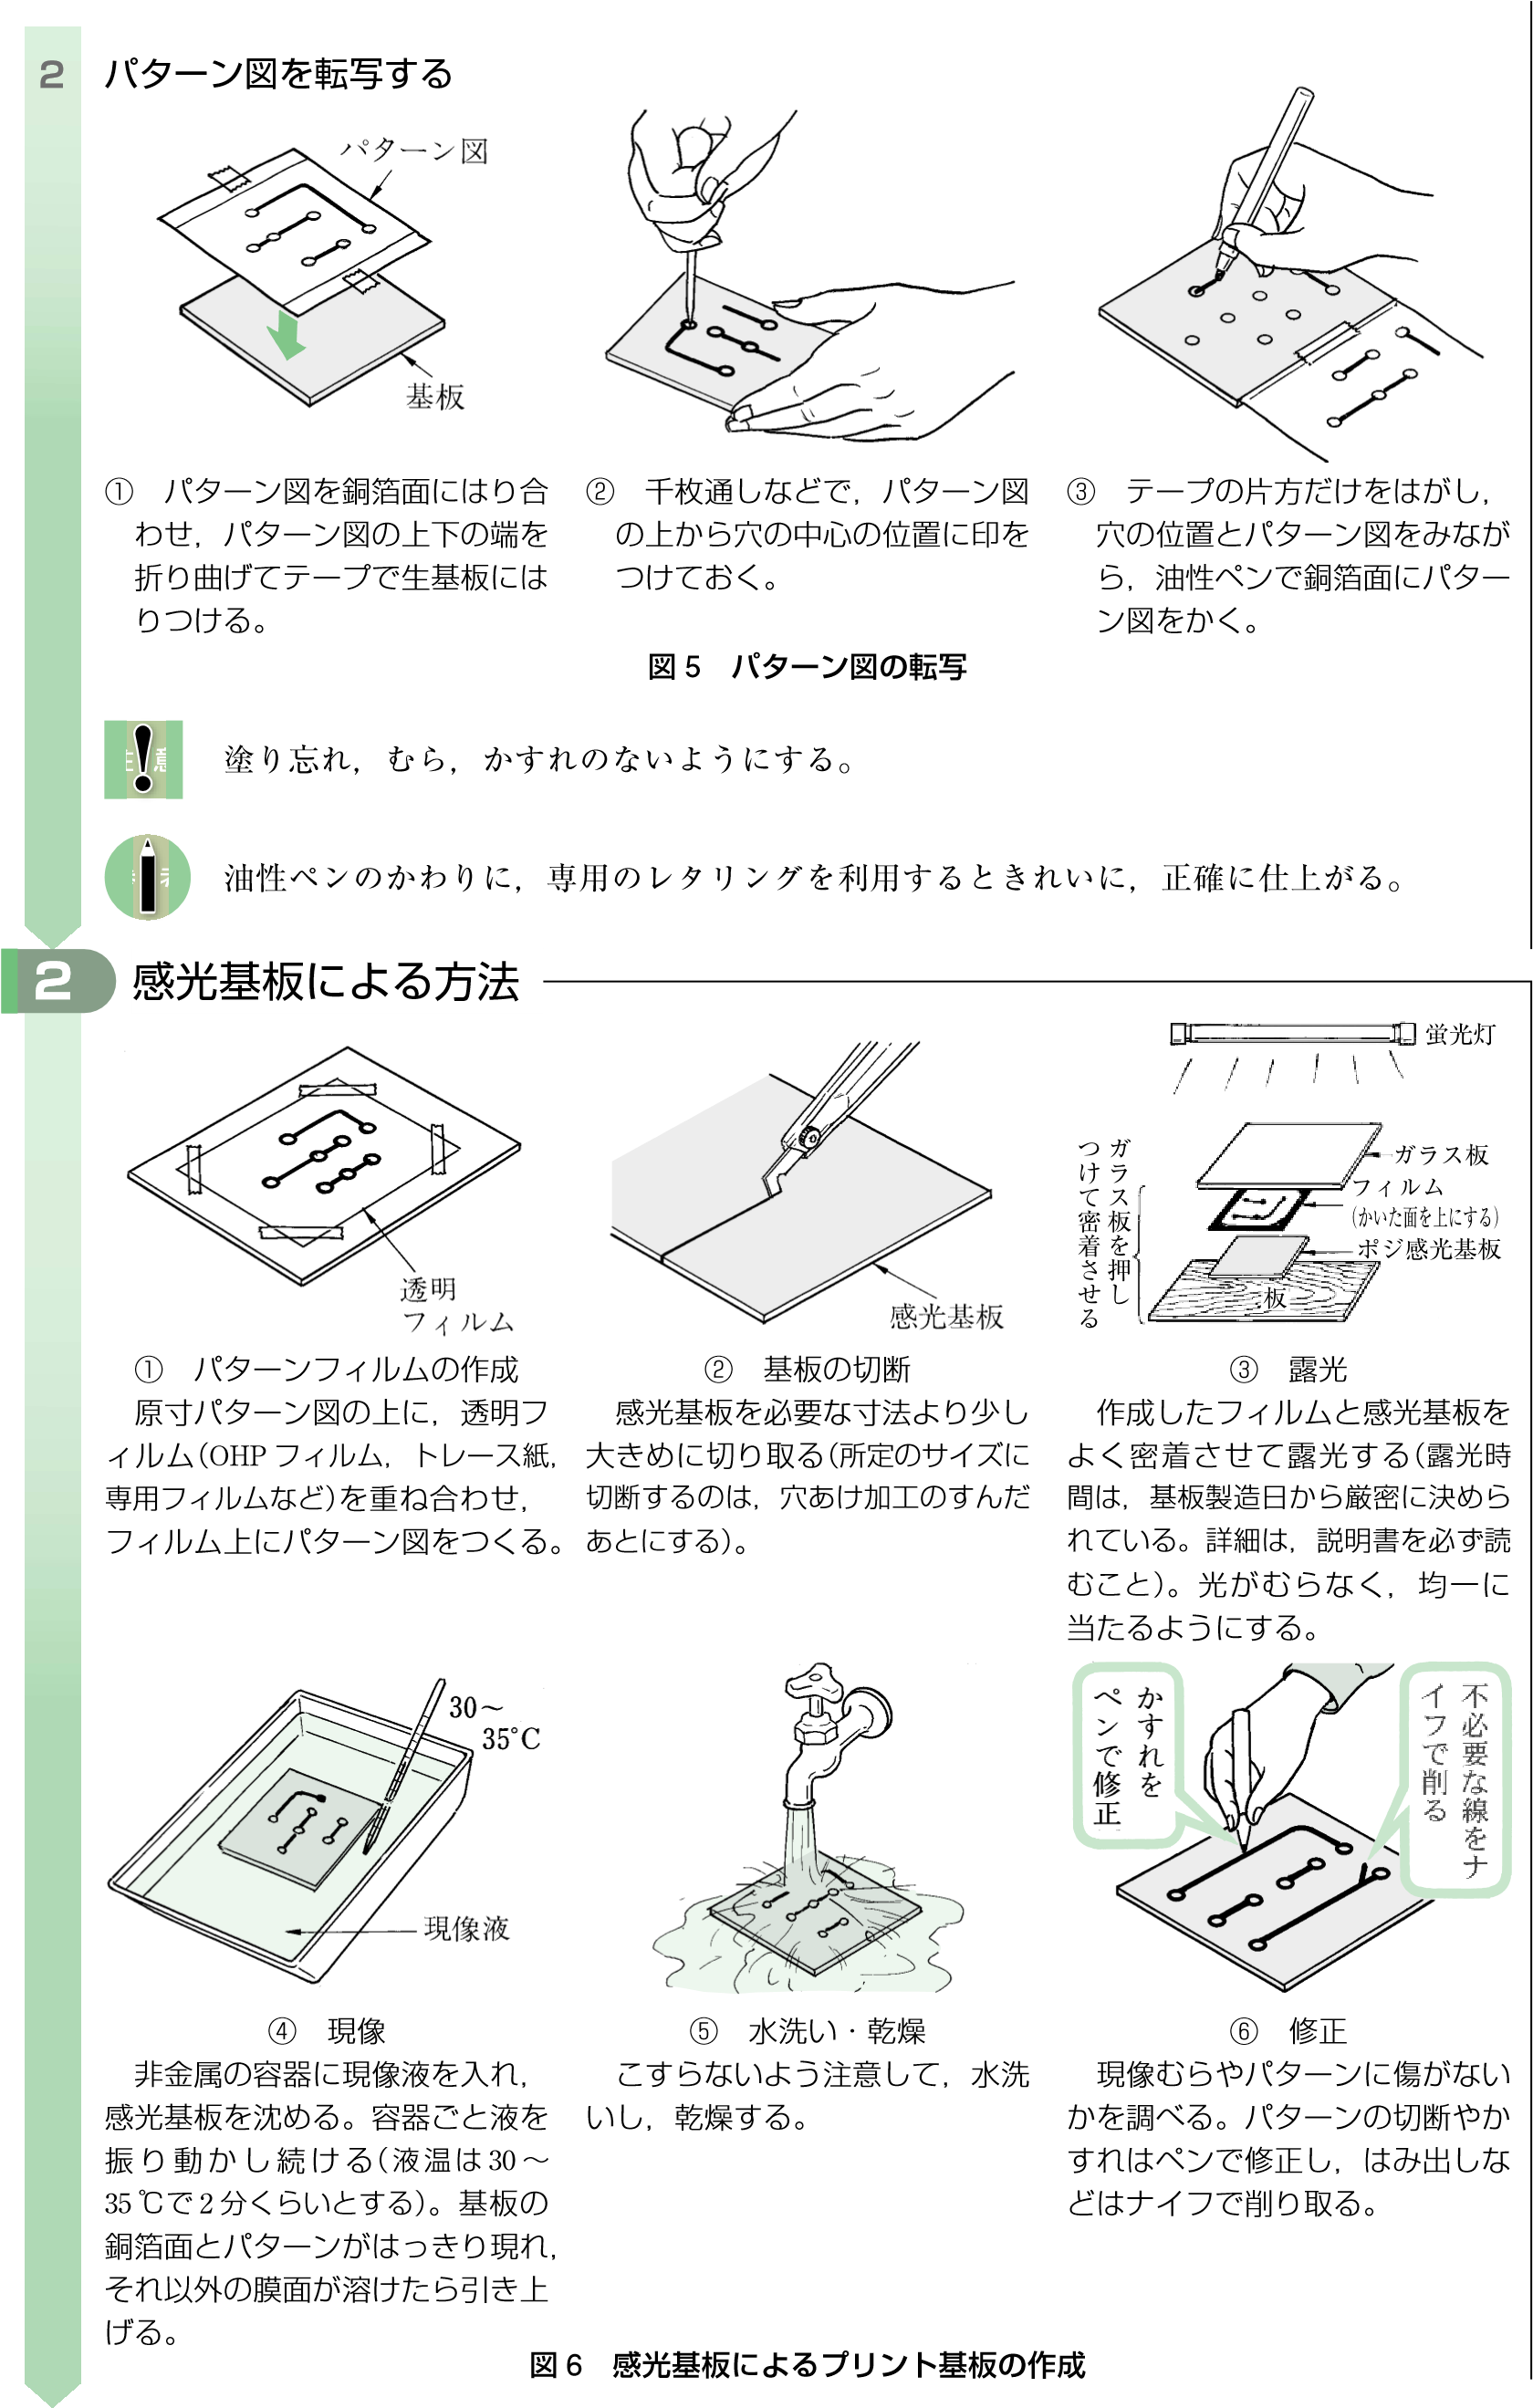 2 パターン図を転写する
パターン図
基板
① パターン図を銅箔面にはり合
わせ，パターン図の上下の端を
折り曲げてテープで生基板には
りつける。
② 千枚通しなどで，パターン図
の上から穴の中心の位置に印を
つけておく。
③ テープの片方だけをはがし，
穴の位置とパターン図をみなが
ら，油性ペンで銅箔面にパター
ン図をかく。
図5 パターン図の転写
塗り忘れ，むら，かすれのないようにする。
油性ペンのかわりに，専用のレタリングを利用するときれいに，正確に仕上がる。
2 感光基板による方法
透明
フィルム
① パターンフィルムの作成
原寸パターン図の上に，透明フ
ィルム(OHPフィルム，トレース紙，
専用フィルムなど)を重ね合わせ，
フィルム上にパターン図をつくる。
感光基板
② 基板の切断
感光基板を必要な寸法より少し
大きめに切り取る(所定のサイズに
切断するのは，穴あけ加工のすんだ
あとにする)。
蛍光灯
ガラス板
フィルム
(かいた面を上にする)
ポジ感光基板
板
ガラス板を押し
つけて密着させる
③ 露光
作成したフィルムと感光基板を
よく密着させて露光する(露光時
間は，基板製造日から厳密に決めら
れている。詳細は，説明書を必ず読
むこと)。光がむらなく，均一に
当たるようにする。
30〜
35°C
現像液
④ 現像
非金属の容器に現像液を入れ，
感光基板を沈める。容器ごと液を
振り動かし続ける(液温は30〜
35℃で2分くらいとする)。基板の
銅箔面とパターンがはっきり現れ，
それ以外の膜面が溶けたら引き上
げる。
⑤ 水洗い・乾燥
こすらないよう注意して，水洗
いし，乾燥する。
かすれを
ペンで修正
不必要な線をナ
イフで削る
⑥ 修正
現像むらやパターンに傷がない
かを調べる。パターンの切断やか
すれはペンで修正し，はみ出しな
どはナイフで削り取る。
図6 感光基板によるプリント基板の作成